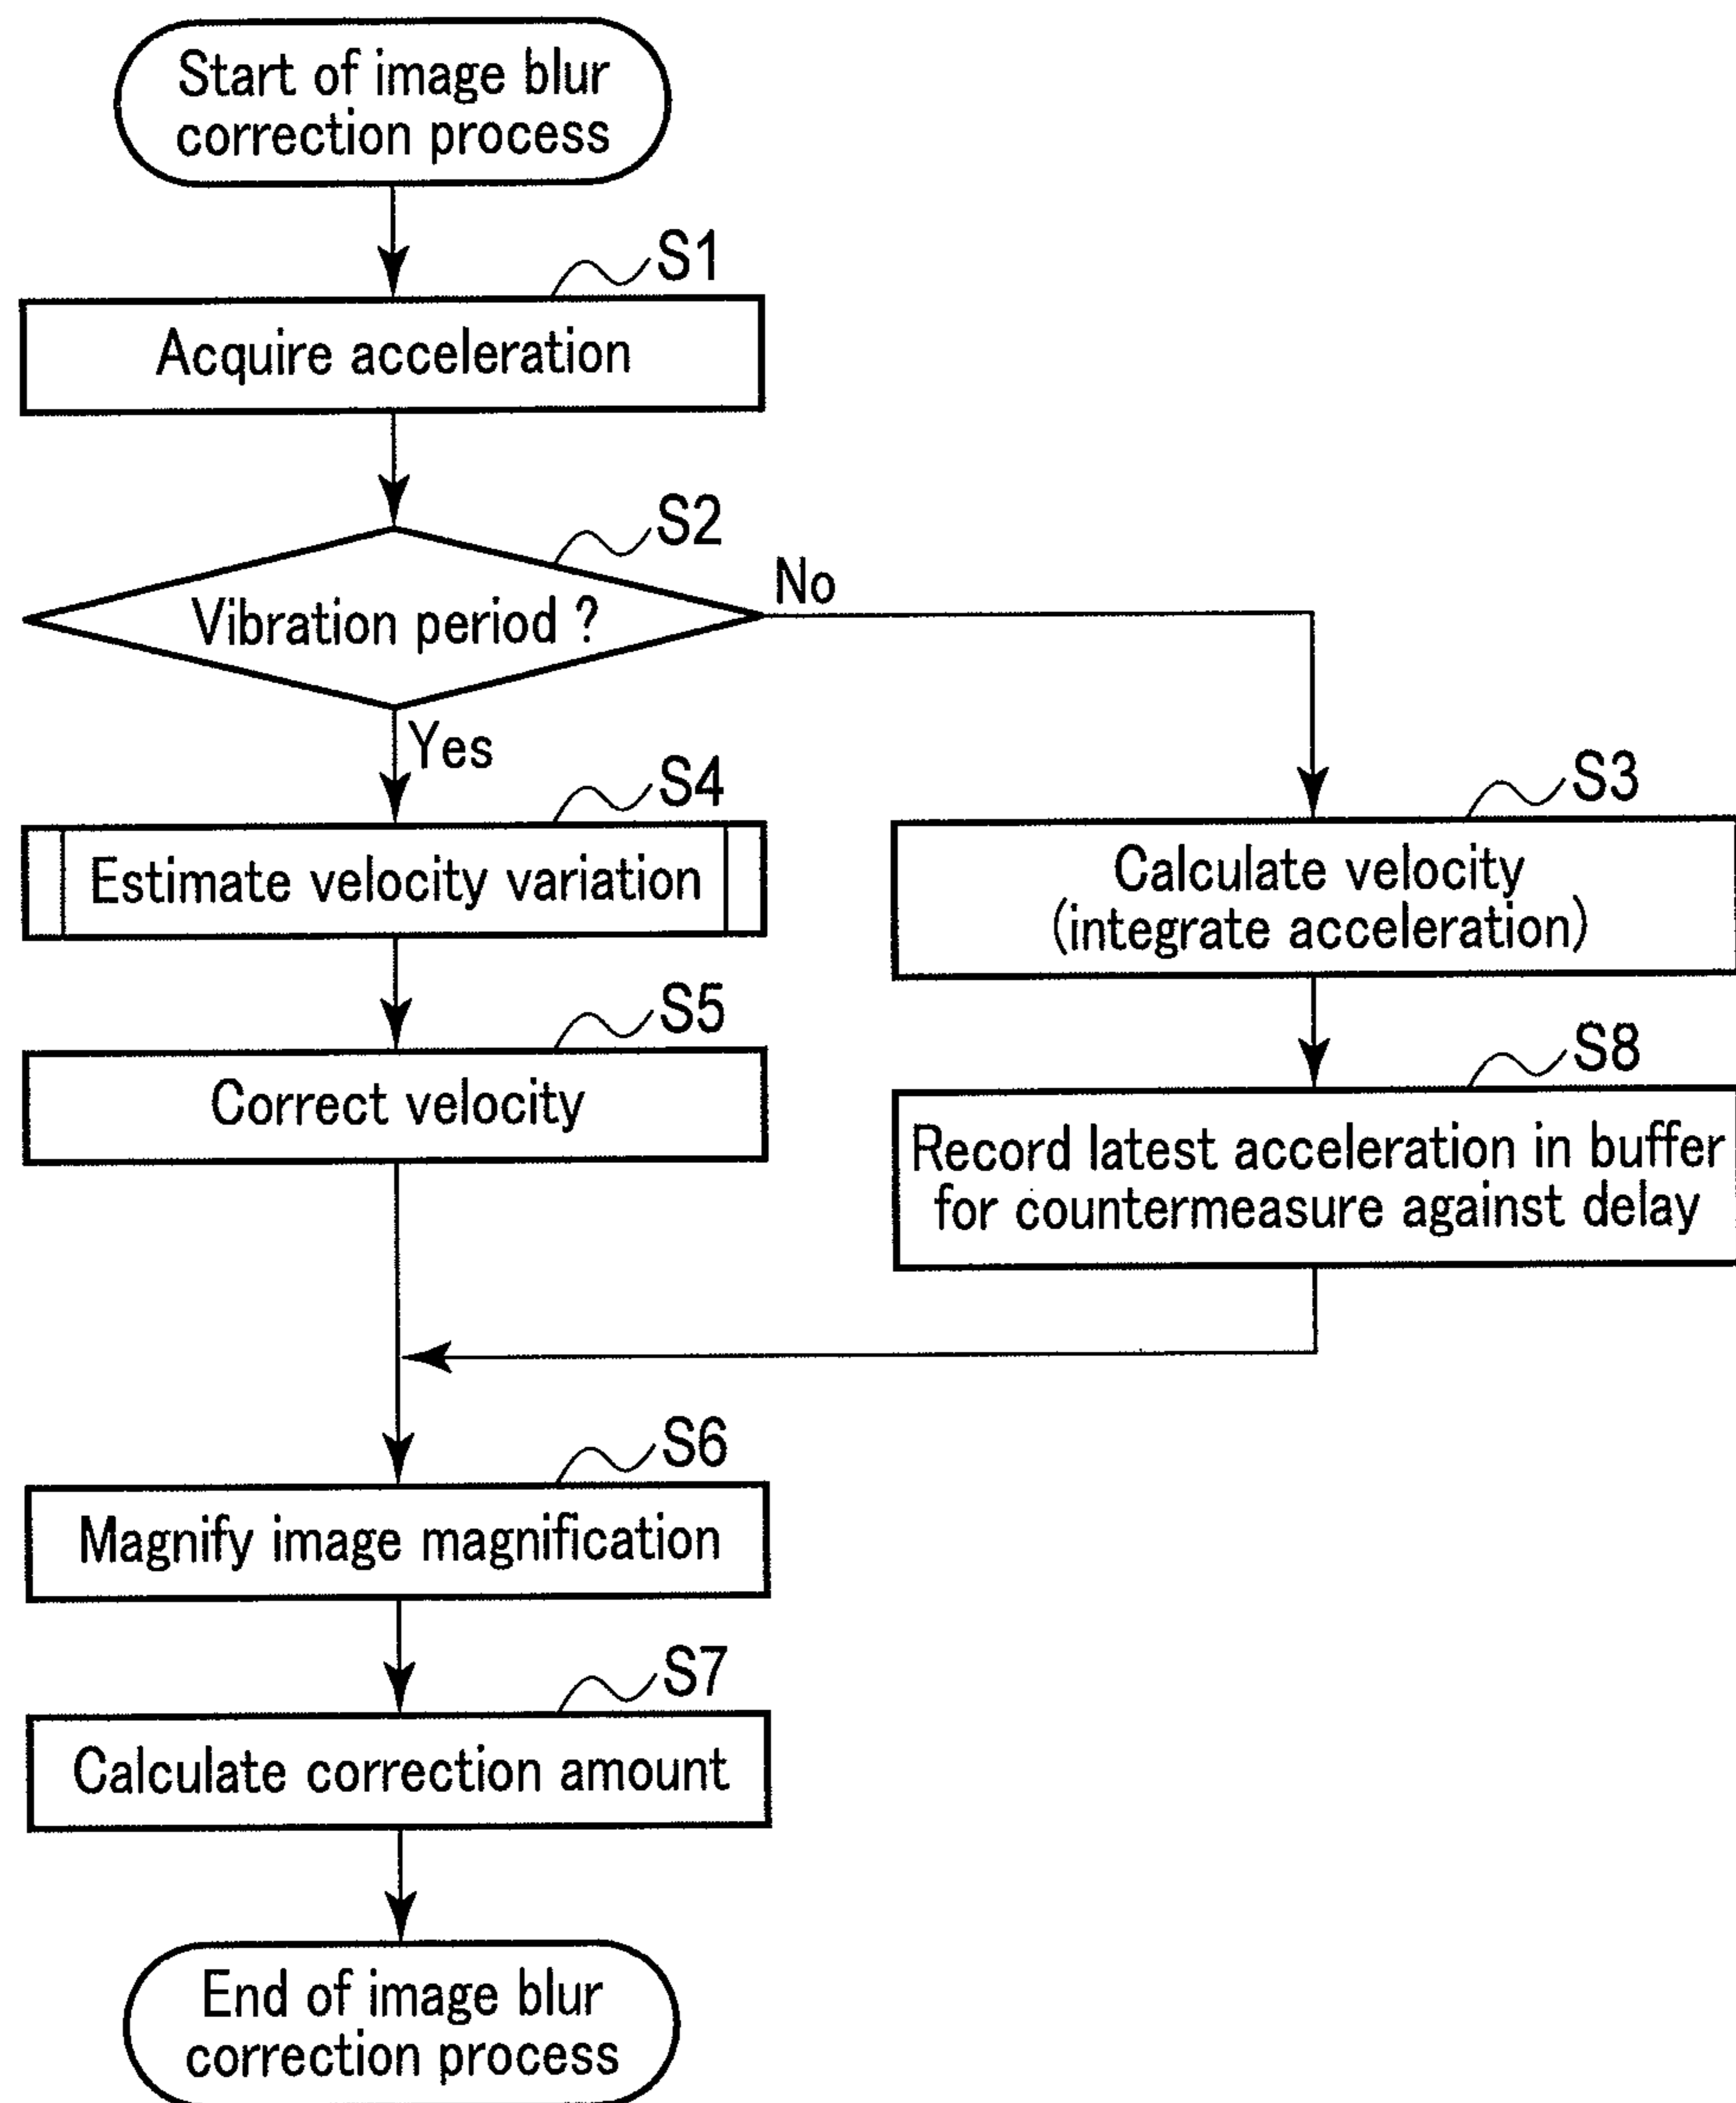 Start of image blur
correction process
S1
Acquire acceleration
S2
Vibration period ?
No
Yes
S4
Estimate velocity variation
S3
Calculate velocity
(integrate acceleration)
S5
Correct velocity
S8
Record latest acceleration in buffer
for countermeasure against delay
S6
Magnify image magnification
S7
Calculate correction amount
End of image blur
correction process